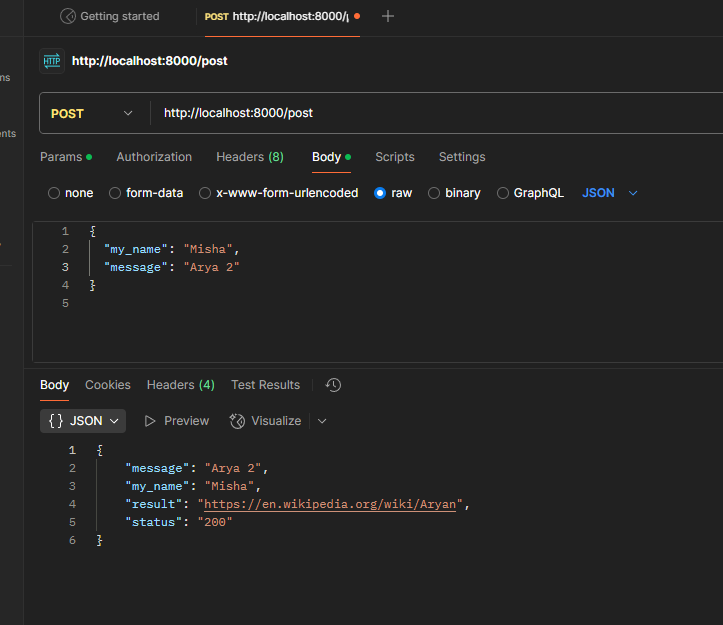 Getting started
POST http://localhost:8000/
HTTP http://localhost:8000/post
ns
POST http://localhost:8000/post
ents
Params Authorization Headers (8) Body Scripts Settings
none form-data x-www-form-urlencoded raw binary GraphQL JSON
1 {
2 "my_name": "Misha",
3 "message": "Arya 2"
4 }
5
Body Cookies Headers (4) Test Results
{} JSON Preview Visualize
1 {
2 "message": "Arya 2",
3 "my_name": "Misha",
4 "result": "https://en.wikipedia.org/wiki/Aryan",
5 "status": "200"
6 }